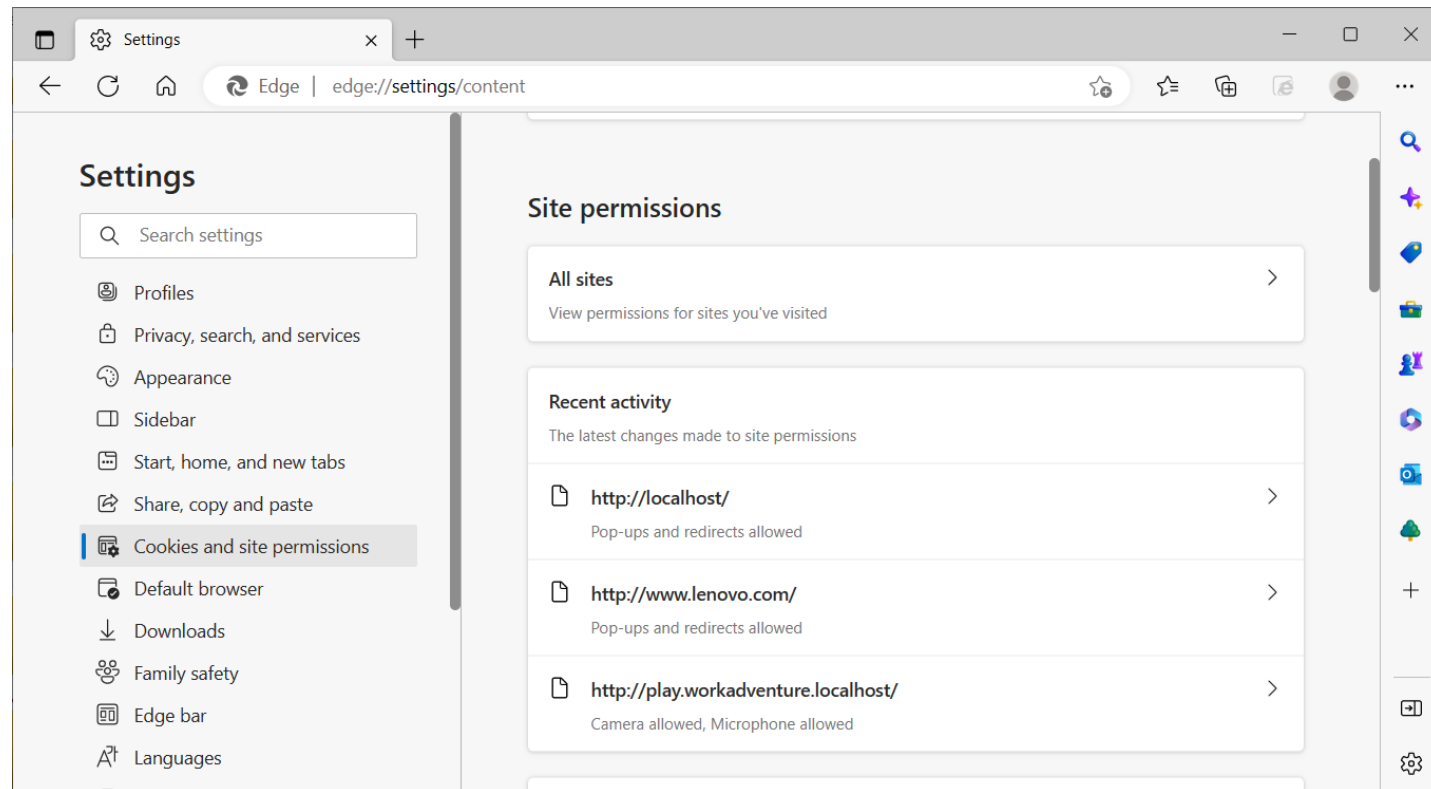 Settings
Edge | edge://settings/content
Settings
Search settings
Profiles
Privacy, search, and services
Appearance
Sidebar
Start, home, and new tabs
Share, copy and paste
Cookies and site permissions
Default browser
Downloads
Family safety
Edge bar
Languages
Site permissions
All sites
View permissions for sites you've visited
Recent activity
The latest changes made to site permissions
http://localhost/
Pop-ups and redirects allowed
http://www.lenovo.com/
Pop-ups and redirects allowed
http://play.workadventure.localhost/
Camera allowed, Microphone allowed